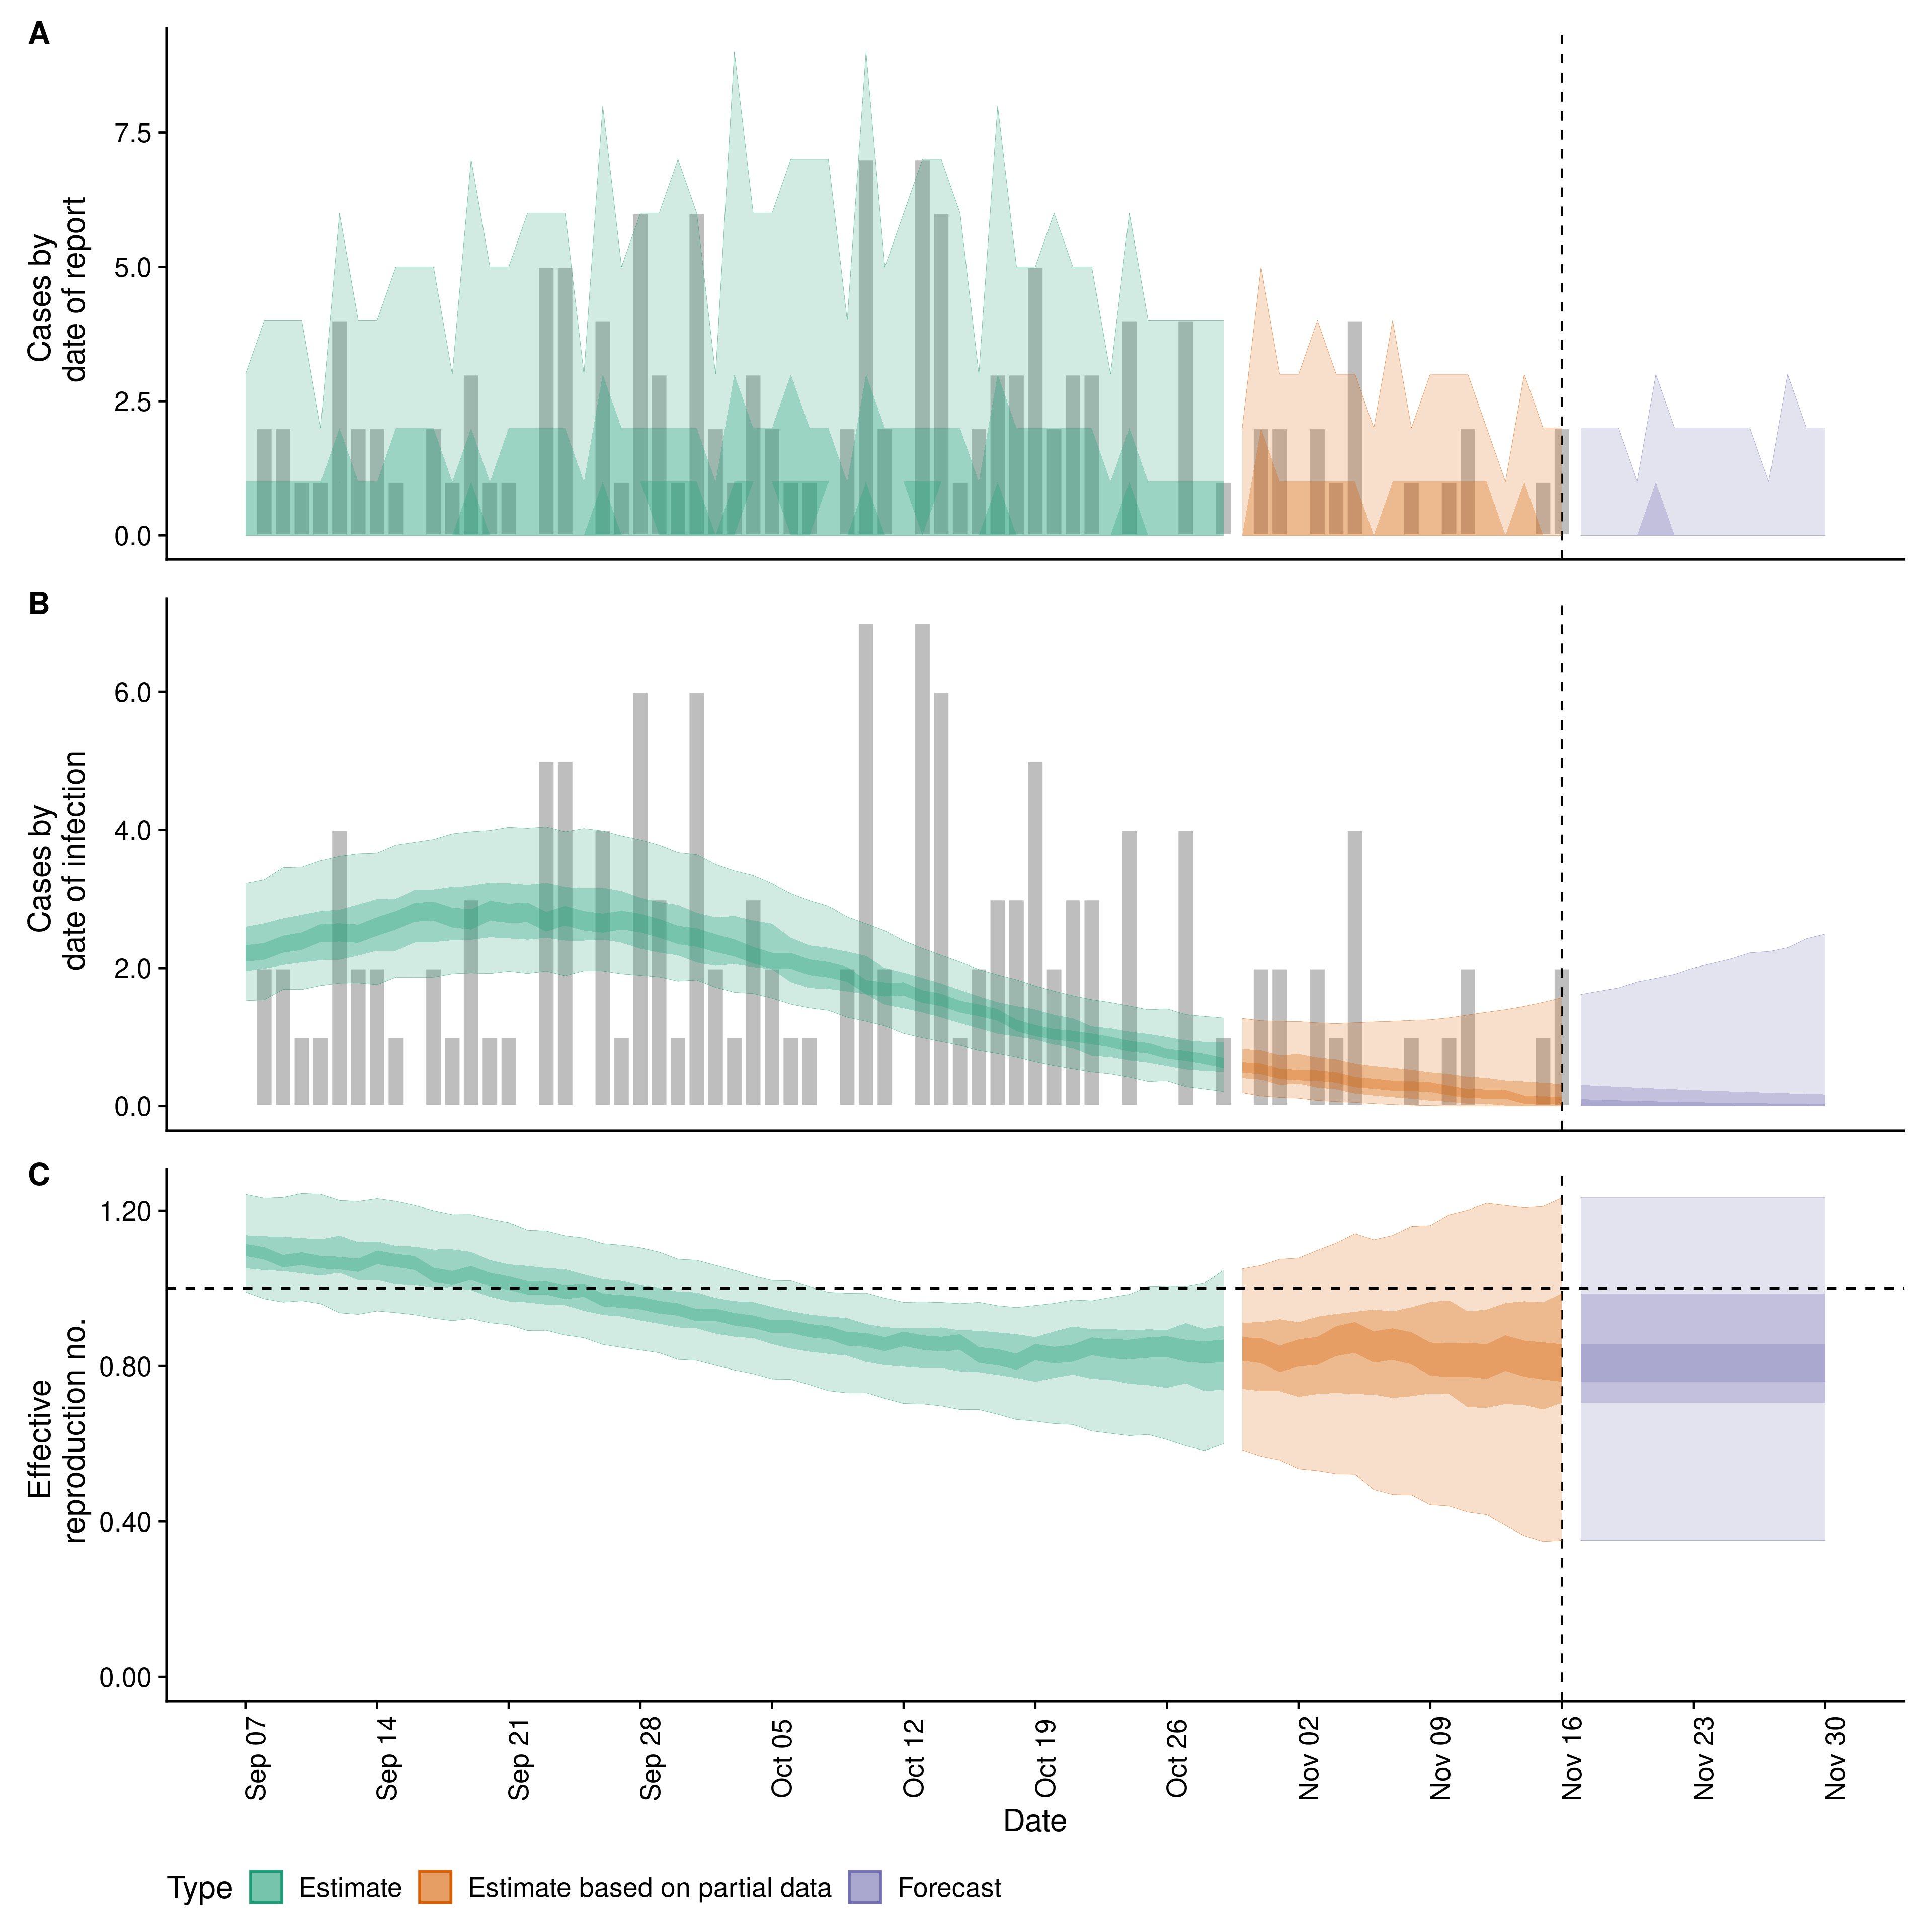 A
Cases by
date of report
7.5
5.0
2.5
0.0
B
Cases by
date of infection
6.0
4.0
2.0
0.0
C
Effective
reproduction no.
1.20
0.80
0.40
0.00
Sep 07
Sep 14
Sep 21
Sep 28
Oct 05
Oct 12
Oct 19
Oct 26
Nov 02
Nov 09
Nov 16
Nov 23
Nov 30
Date
Type Estimate Estimate based on partial data Forecast